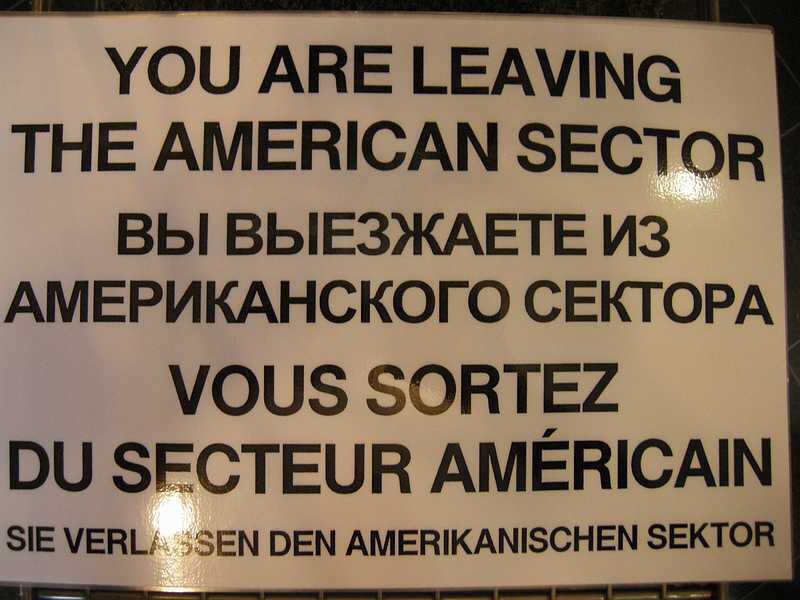 YOU ARE LEAVING
THE AMERICAN SECTOR
ВЫ ВЫЕЗЖАЕТЕ ИЗ
АМЕРИКАНСКОГО СЕКТОРА
VOUS SORTEZ
DU SECTEUR AMÉRICAIN
SIE VERLASSEN DEN AMERIKANISCHEN SEKTOR